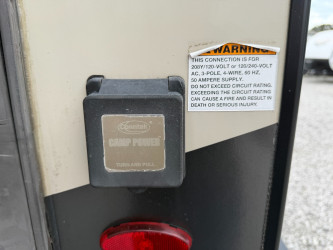 WARNING
THIS CONNECTION IS FOR
208Y/120-VOLT or 120/240-VOLT
AC, 3-POLE, 4-WIRE, 60 HZ,
50 AMPERE SUPPLY.
DO NOT EXCEED CIRCUIT RATING.
EXCEEDING THE CIRCUIT RATING
CAN CAUSE A FIRE AND RESULT IN
DEATH OR SERIOUS INJURY.
CAMP POWER